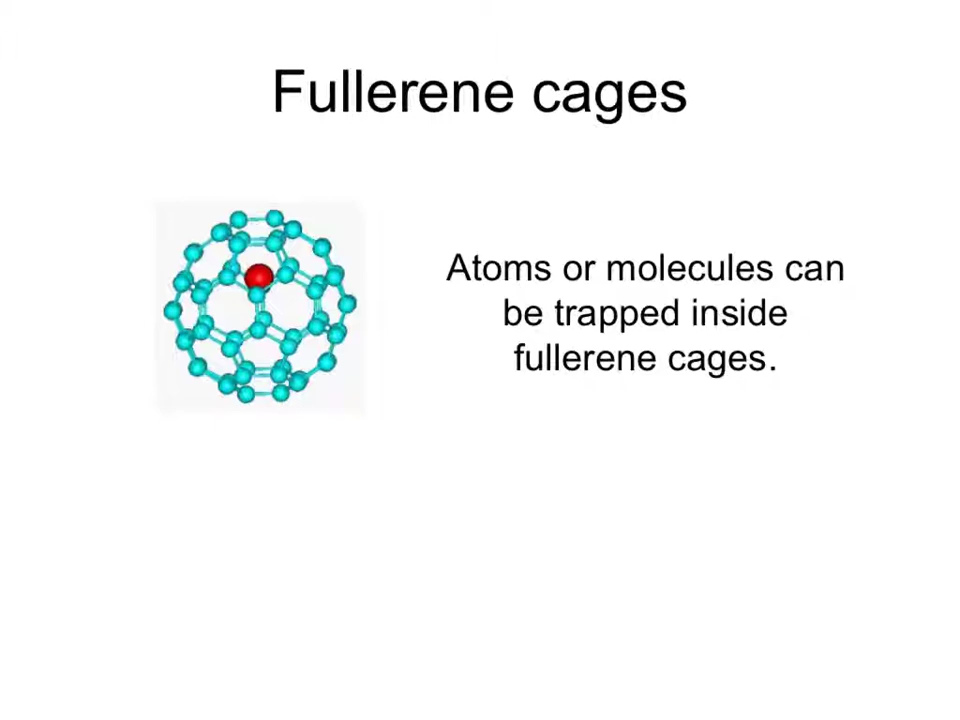 Fullerene cages
Atoms or molecules can
be trapped inside
fullerene cages.